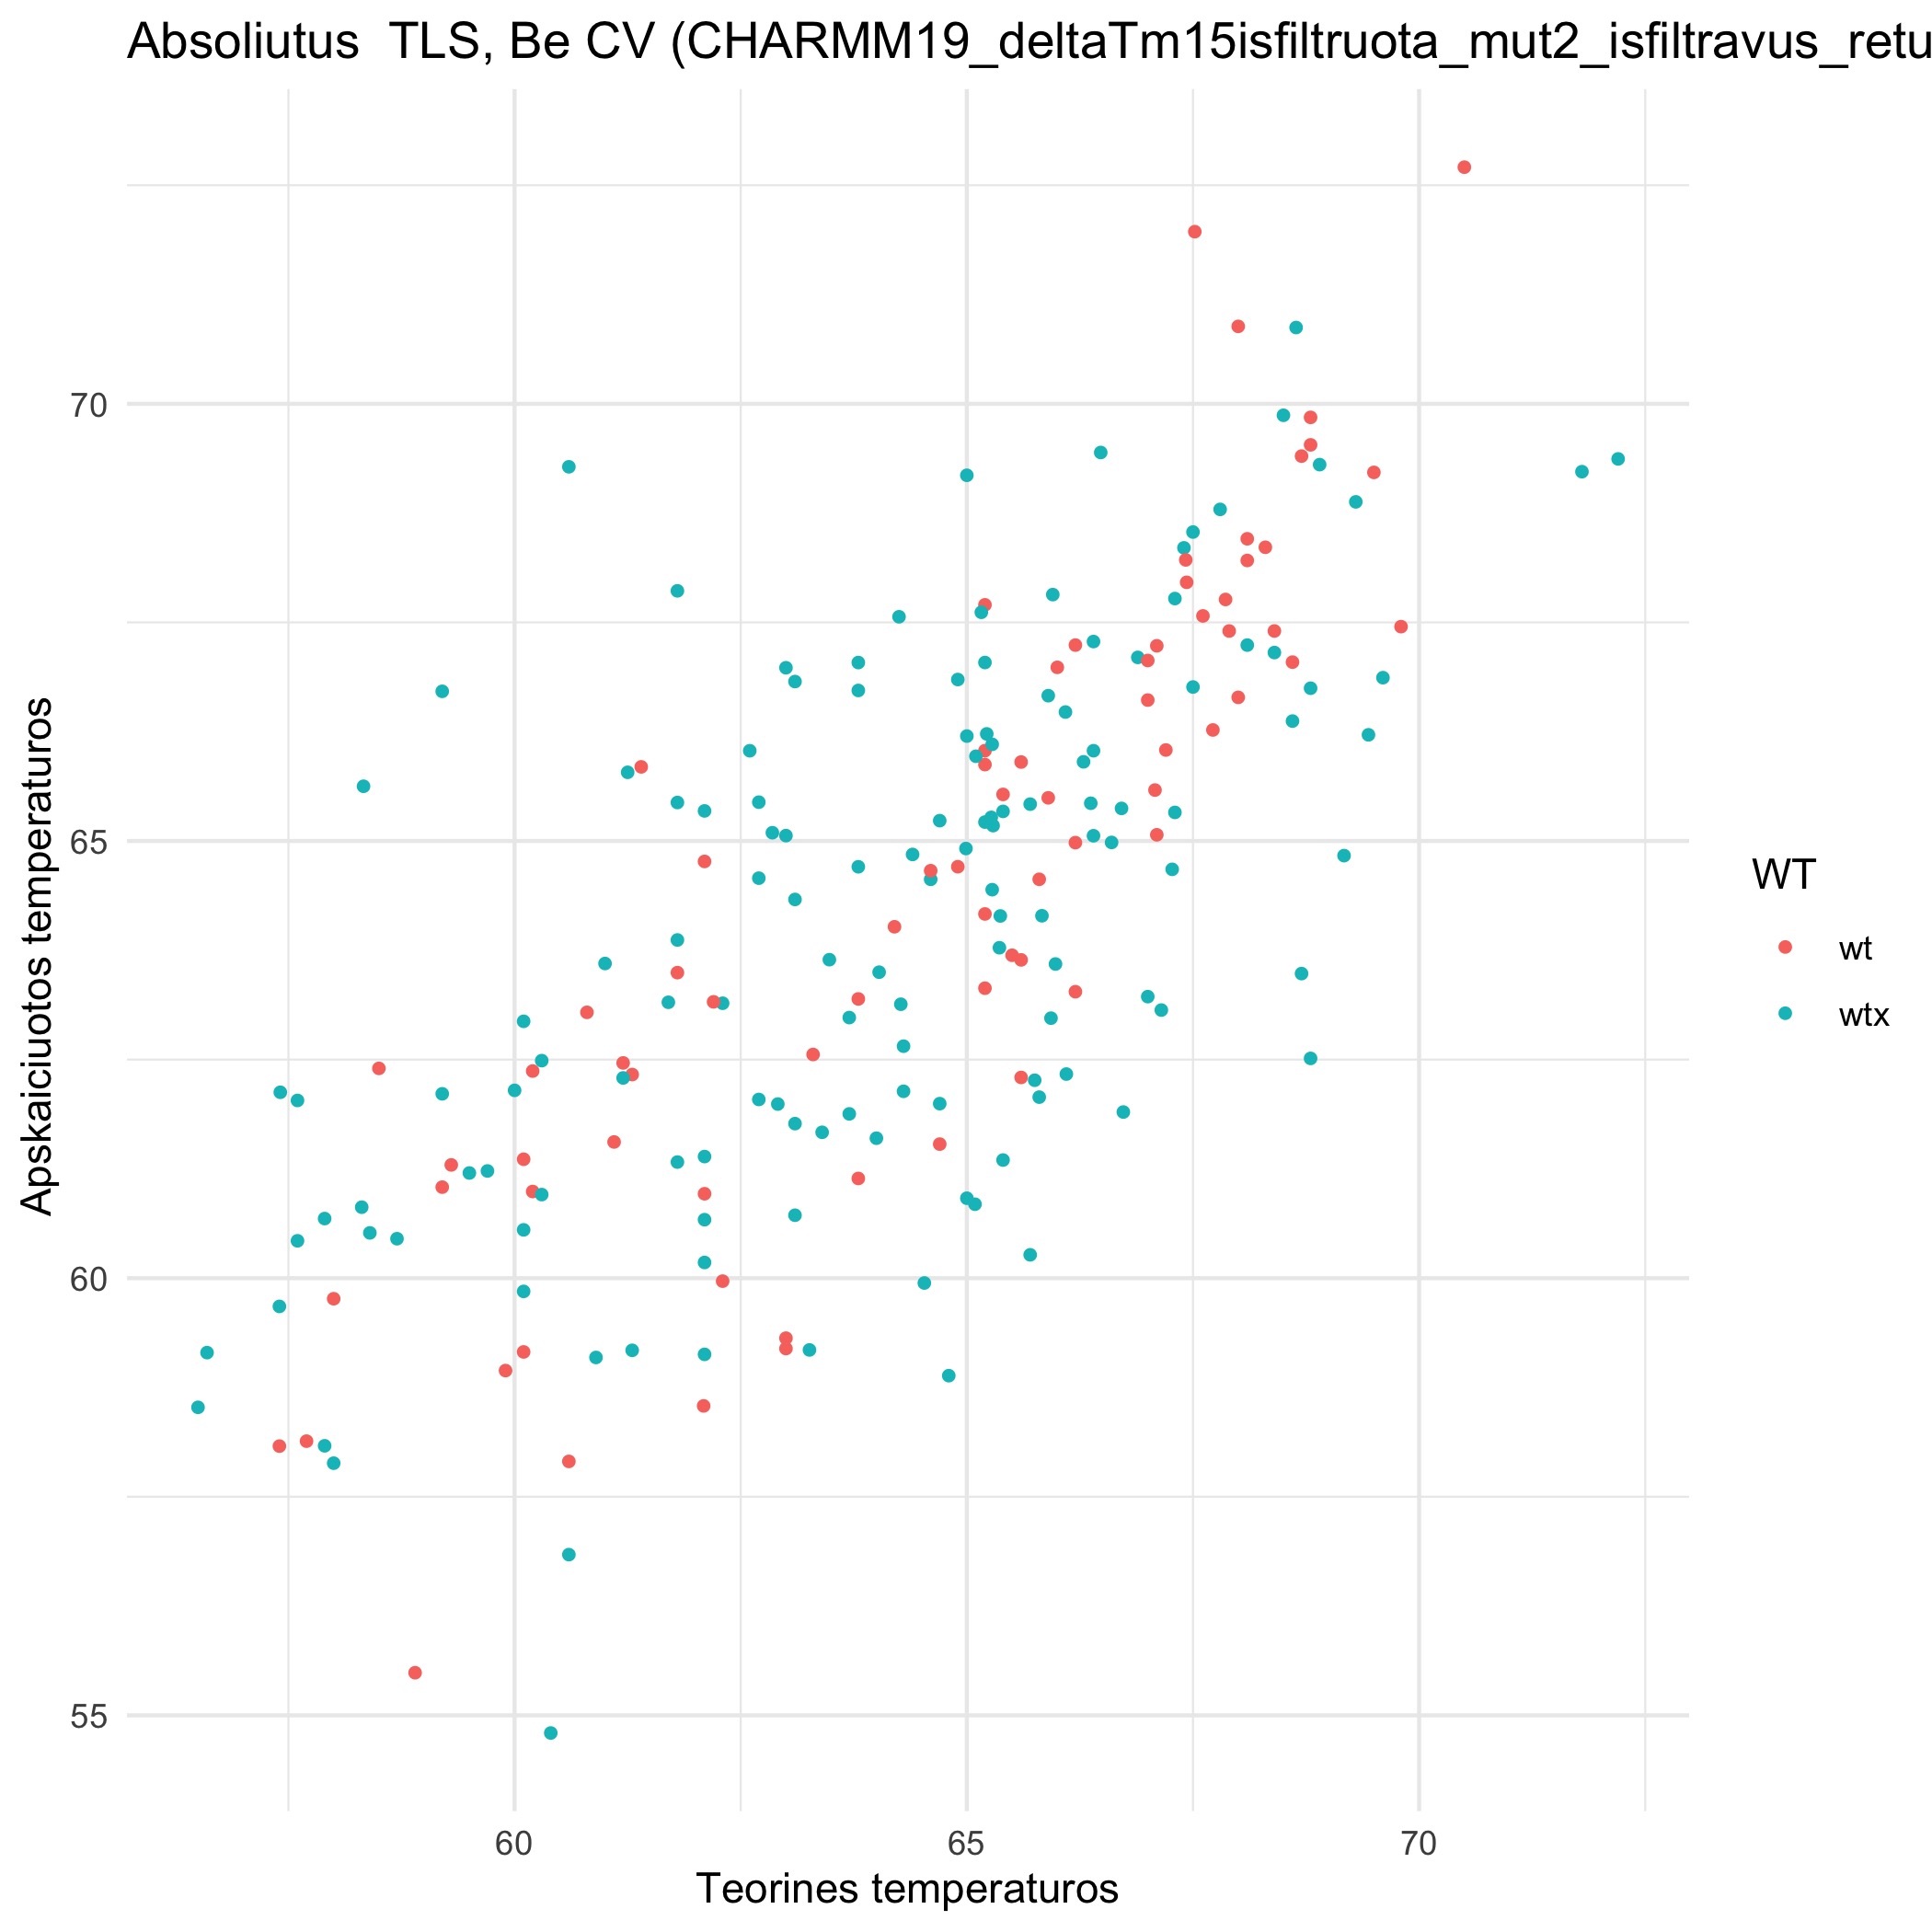 Absoliutus  TLS, Be CV (CHARMM19_deltaTm15isfiltruota_mut2_isfiltravus_retu
70
65
60
55
Apskaiciuotos temperaturos
60 65 70
Teorines temperaturos
WT
wt
wtx